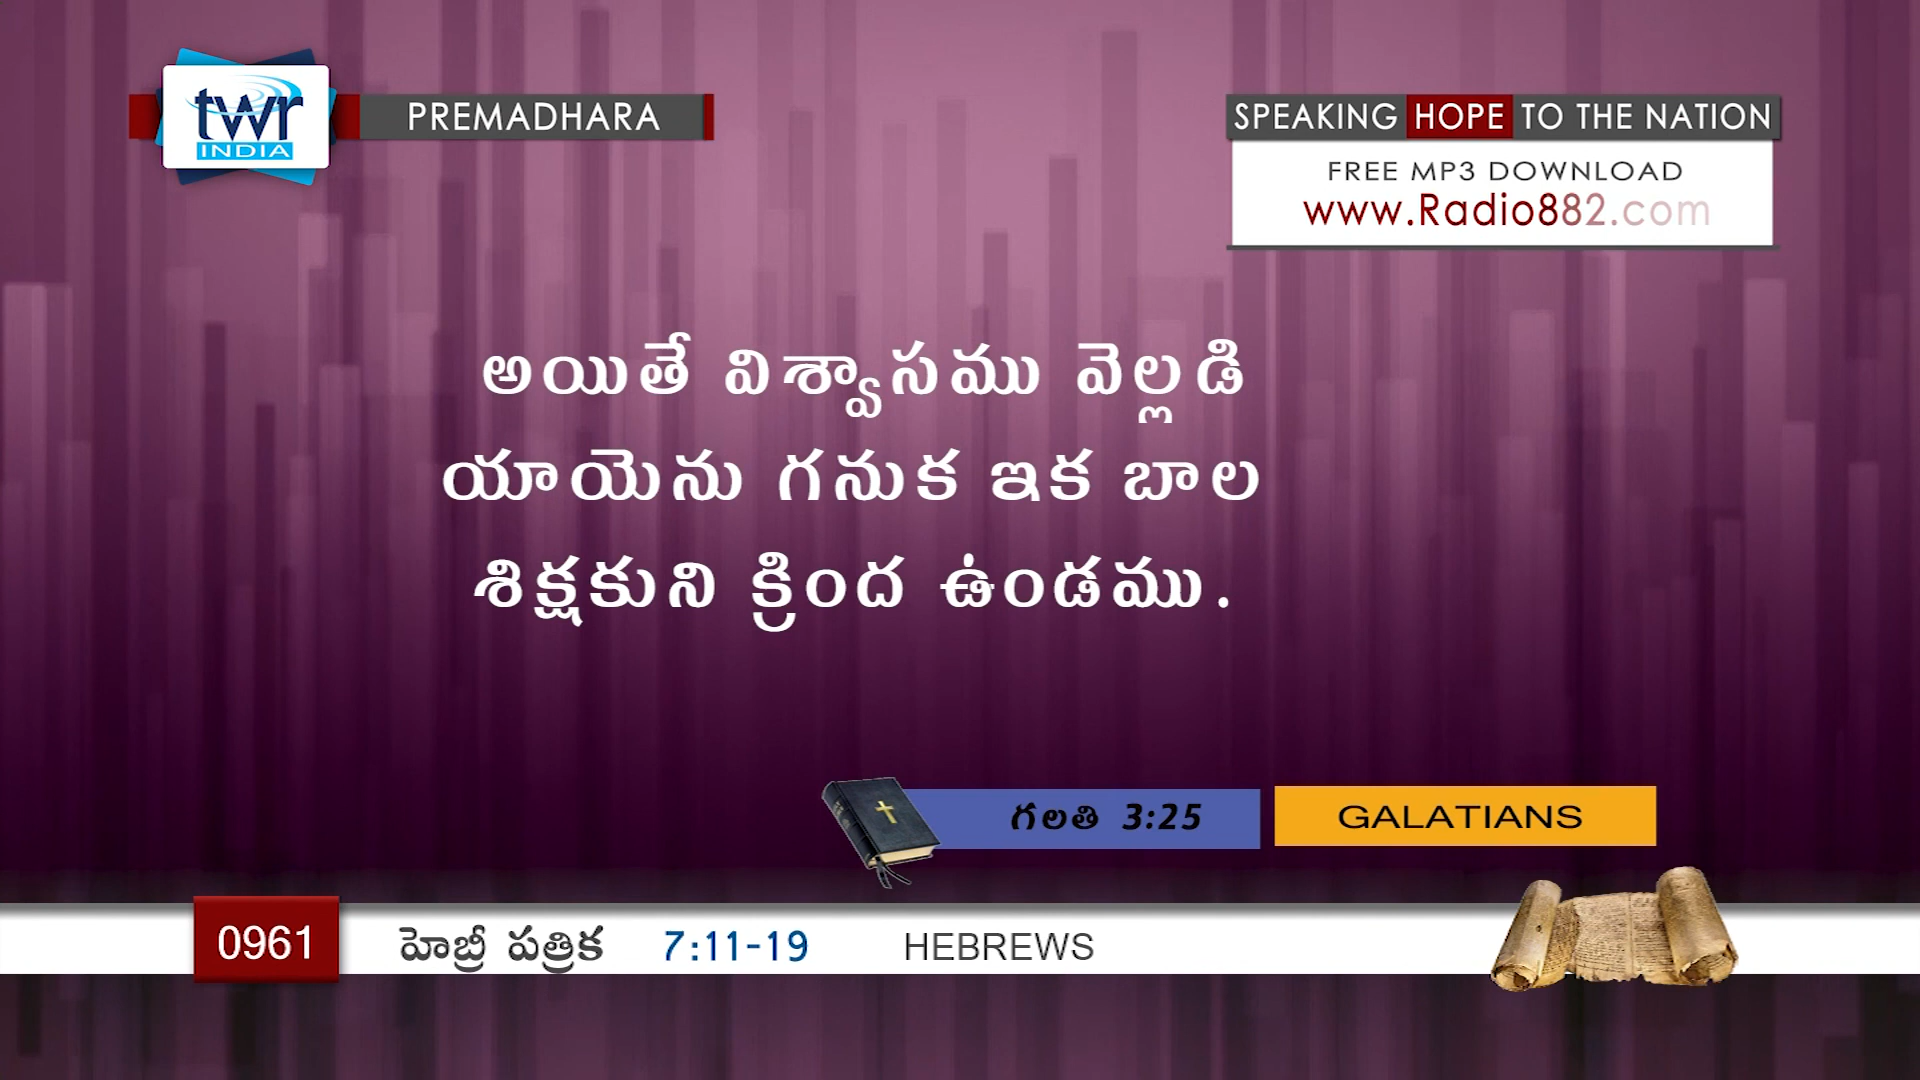 twr
INDIA
PREMADHARA
SPEAKING HOPE TO THE NATION
FREE MP3 DOWNLOAD
www.Radio882.com
అయితే విశ్వాసము వెల్లడి
యాయెను గనుక ఇక బాల
శిక్షకుని క్రింద ఉండము.
గలతి 3:25
GALATIANS
0961
హెబ్రీ పత్రిక 7:11-19 HEBREWS